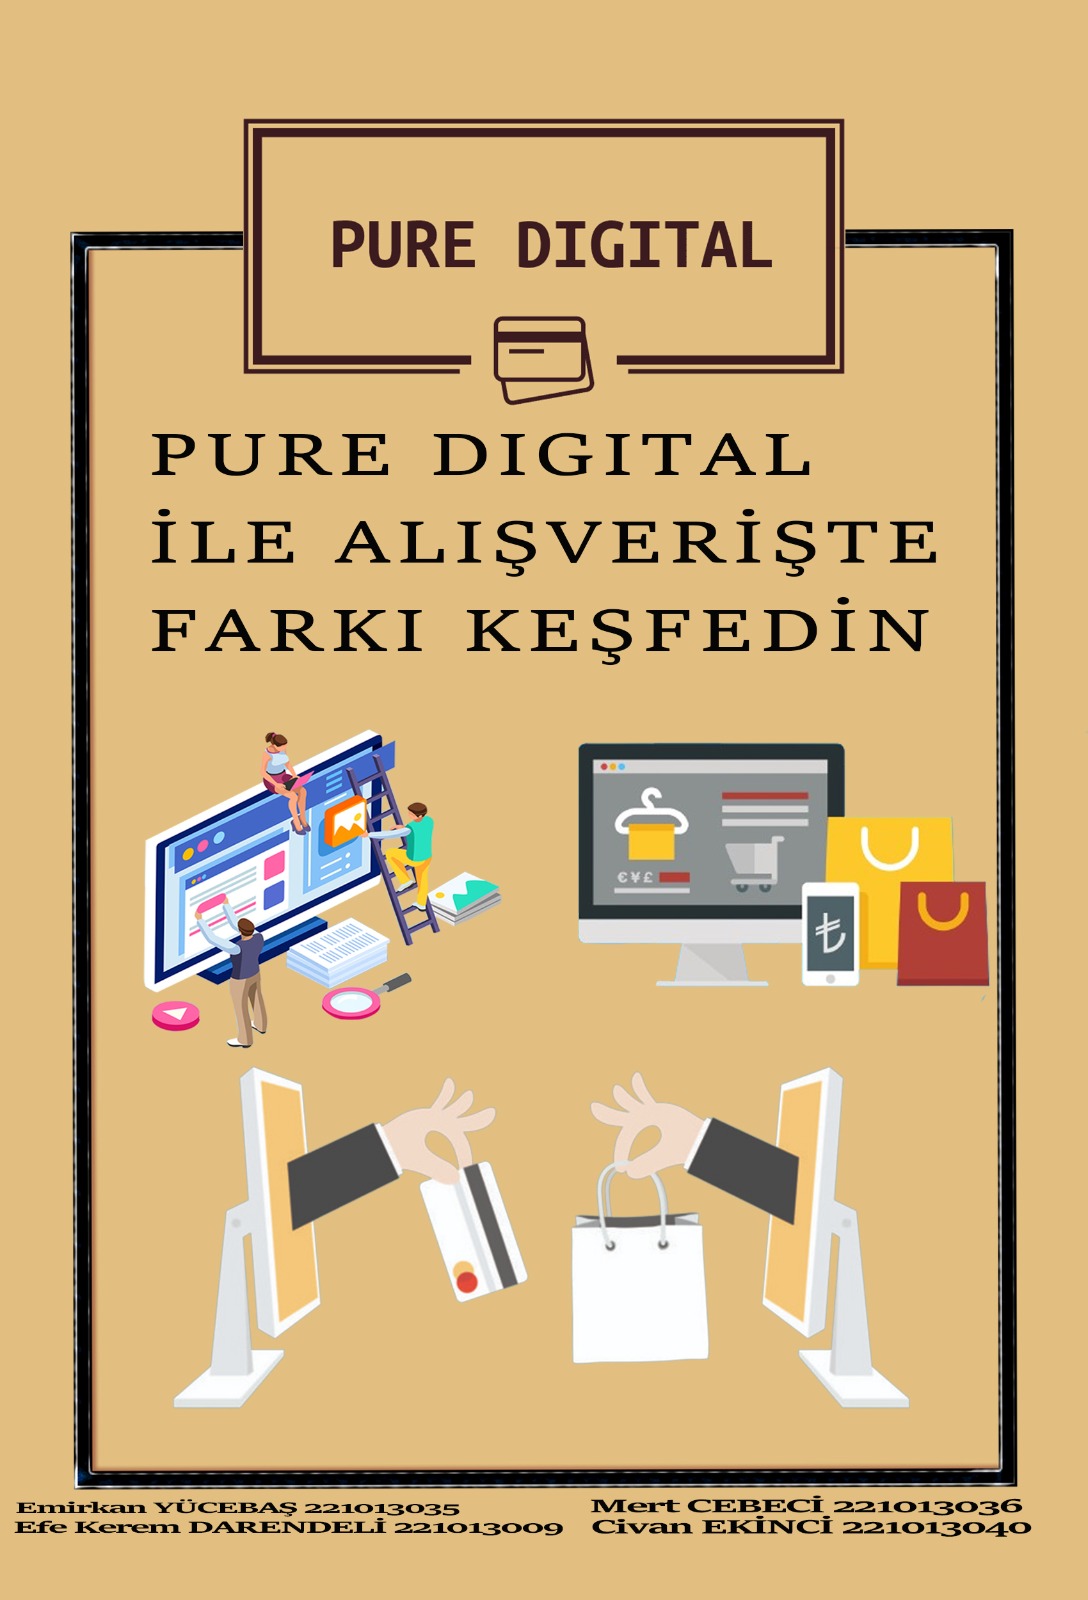 PURE DIGITAL
PURE DIGITAL
İLE ALIŞVERİŞTE
FARKI KEŞFEDİN
€¥£
₺
Emirkan YÜCEBAŞ 221013035
Efe Kerem DARENDELİ 221013009
Mert CEBECİ 221013036
Civan EKİNCİ 221013040